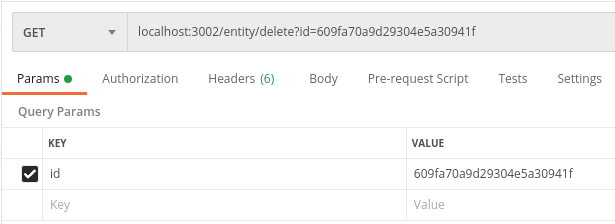 GET localhost:3002/entity/delete?id=609fa70a9d29304e5a30941f
Params Authorization Headers (6) Body Pre-request Script Tests Settings
Query Params
KEY VALUE
id 609fa70a9d29304e5a30941f
Key Value